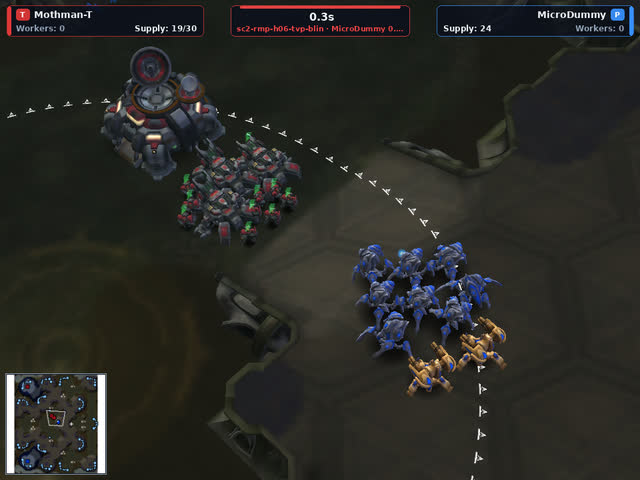 T Mothman-T
Workers: 0 Supply: 19/30
0.3s
sc2-rmp-h06-tvp-blin · MicroDummy 0....
MicroDummy P
Supply: 24 Workers: 0